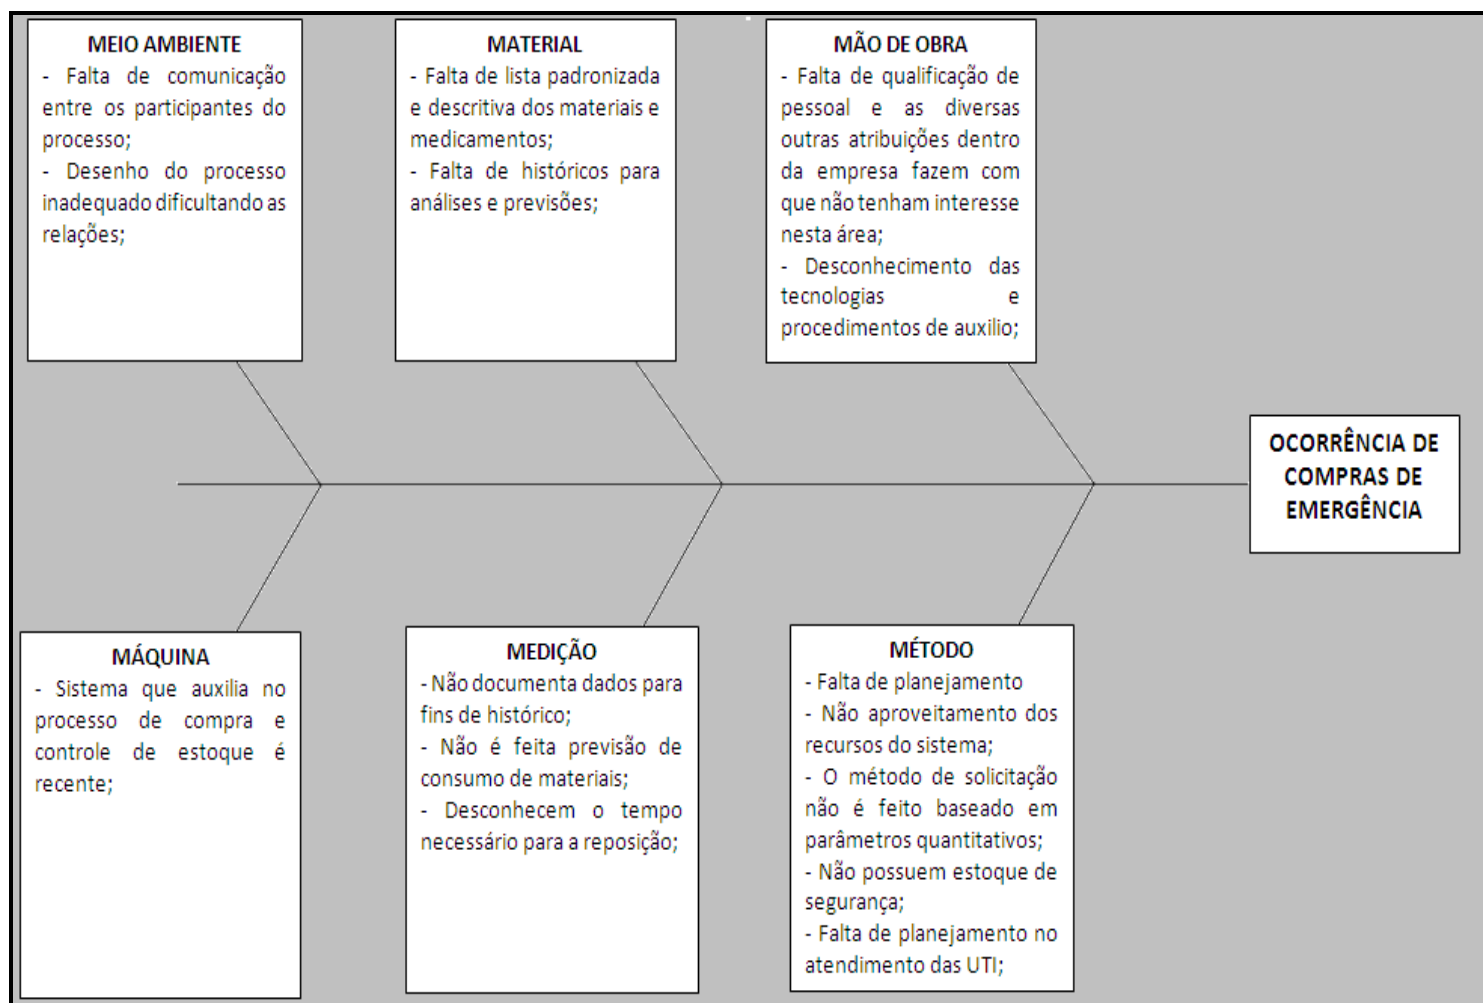 MEIO AMBIENTE
- Falta de comunicação
entre os participantes do
processo;
- Desenho do processo
inadequado dificultando as
relações;
MATERIAL
- Falta de lista padronizada
e descritiva dos materiais e
medicamentos;
- Falta de históricos para
análises e previsões;
MÃO DE OBRA
- Falta de qualificação de
pessoal e as diversas
outras atribuições dentro
da empresa fazem com
que não tenham interesse
nesta área;
- Desconhecimento das
tecnologias e
procedimentos de auxilio;
OCORRÊNCIA DE
COMPRAS DE
EMERGÊNCIA
MÁQUINA
- Sistema que auxilia no
processo de compra e
controle de estoque é
recente;
MEDIÇÃO
- Não documenta dados para
fins de histórico;
- Não é feita previsão de
consumo de materiais;
- Desconhecem o tempo
necessário para a reposição;
MÉTODO
- Falta de planejamento
- Não aproveitamento dos
recursos do sistema;
- O método de solicitação
não é feito baseado em
parâmetros quantitativos;
- Não possuem estoque de
segurança;
- Falta de planejamento no
atendimento das UTI;